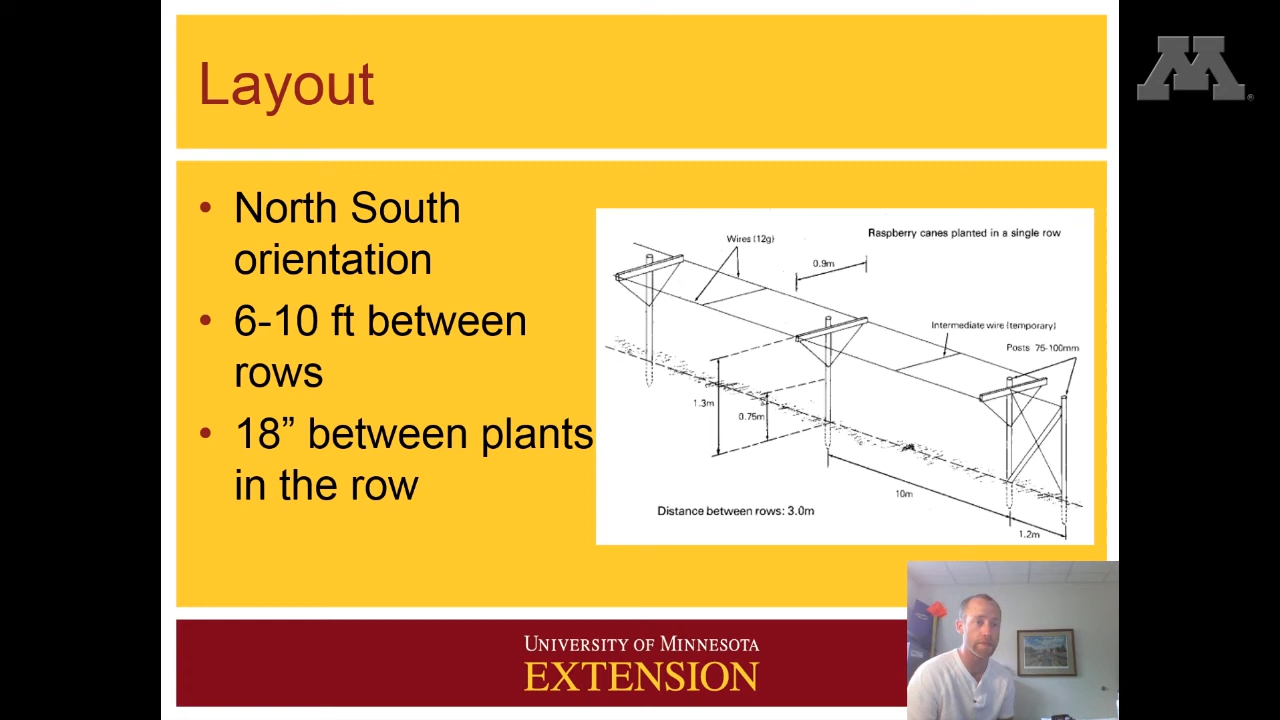 Layout
• North South
orientation
• 6-10 ft between
rows
• 18” between plants
in the row
Wires (12g)
Raspberry canes planted in a single row
0.9m
Intermediate wire (temporary)
Posts 75-100mm
1.3m
0.75m
10m
Distance between rows: 3.0m
1.2m
UNIVERSITY OF MINNESOTA
EXTENSION
M
®